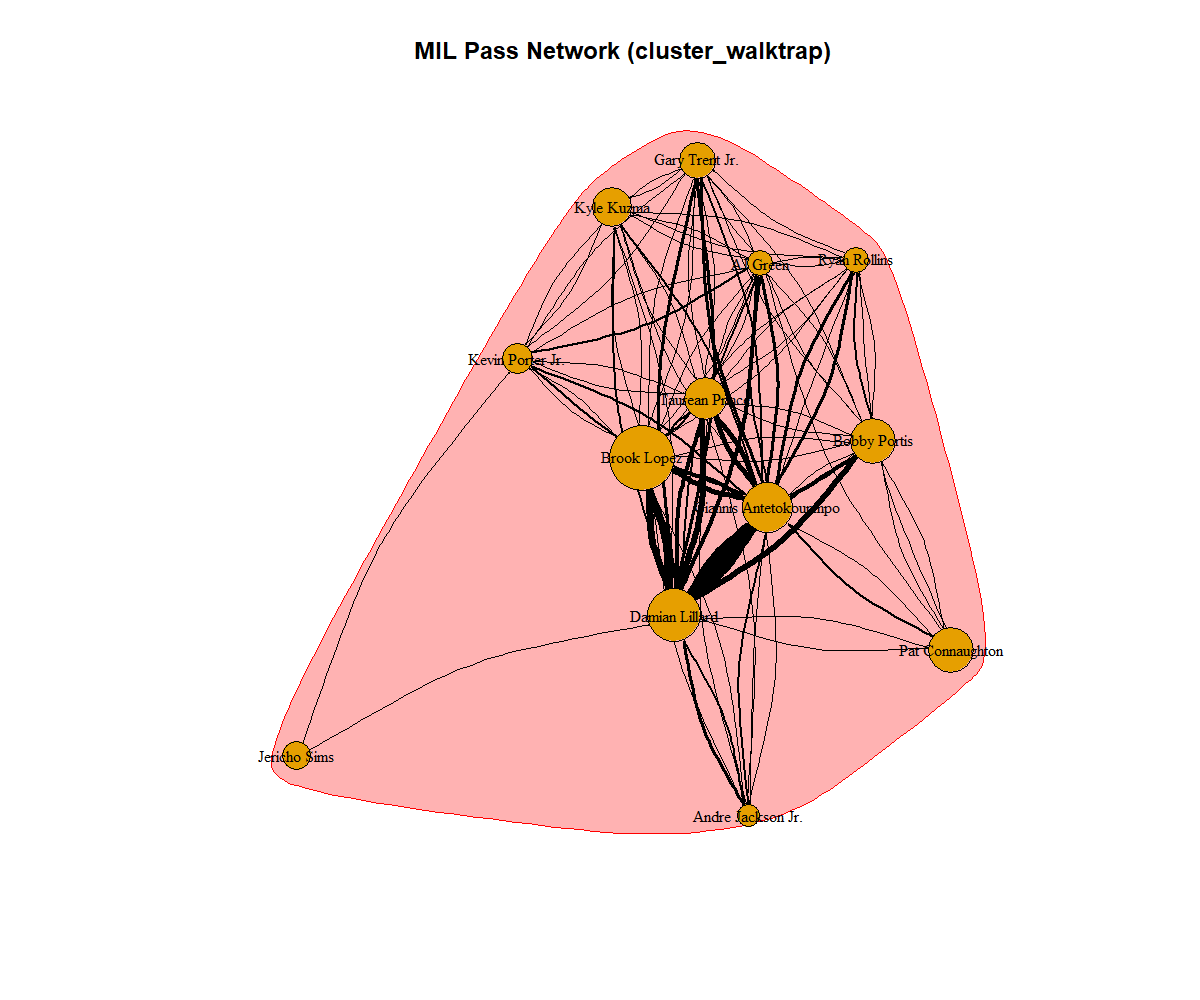 MIL Pass Network (cluster_walktrap)
Gary Trent Jr.
Kyle Kuzma
AJ Green
Ryan Rollins
Kevin Porter Jr.
Taurean Prince
Bobby Portis
Brook Lopez
Giannis Antetokounmpo
Damian Lillard
Pat Connaughton
Jericho Sims
Andre Jackson Jr.